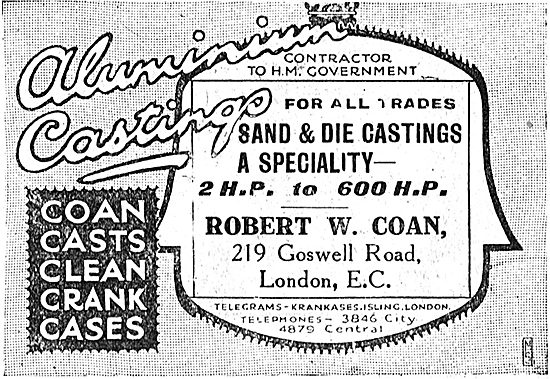 Aluminium
Castings
CONTRACTOR
TO H.M. GOVERNMENT
FOR ALL TRADES
SAND & DIE CASTINGS
A SPECIALITY—
2 H.P. to 600 H.P.
ROBERT W. COAN,
219 Goswell Road,
London, E.C.
TELEGRAMS-KRANKASES.ISLING.LONDON.
TELEPHONES- 3846 City
4879 Central
COAN
CASTS
CLEAN
CRANK
CASES